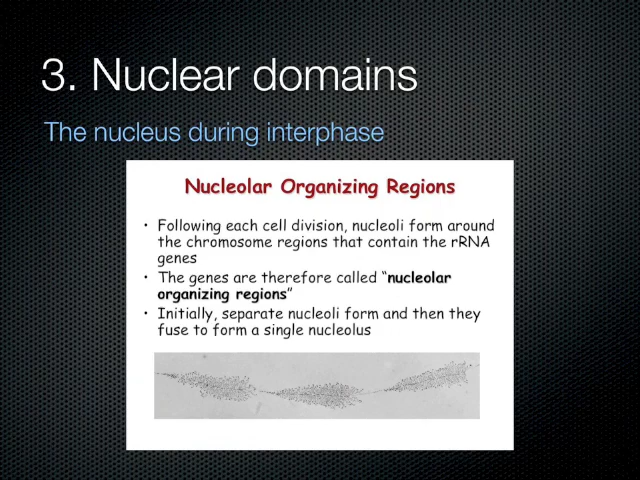 3. Nuclear domains
The nucleus during interphase
Nucleolar Organizing Regions
• Following each cell division, nucleoli form around
the chromosome regions that contain the rRNA
genes
• The genes are therefore called “nucleolar
organizing regions”
• Initially, separate nucleoli form and then they
fuse to form a single nucleolus